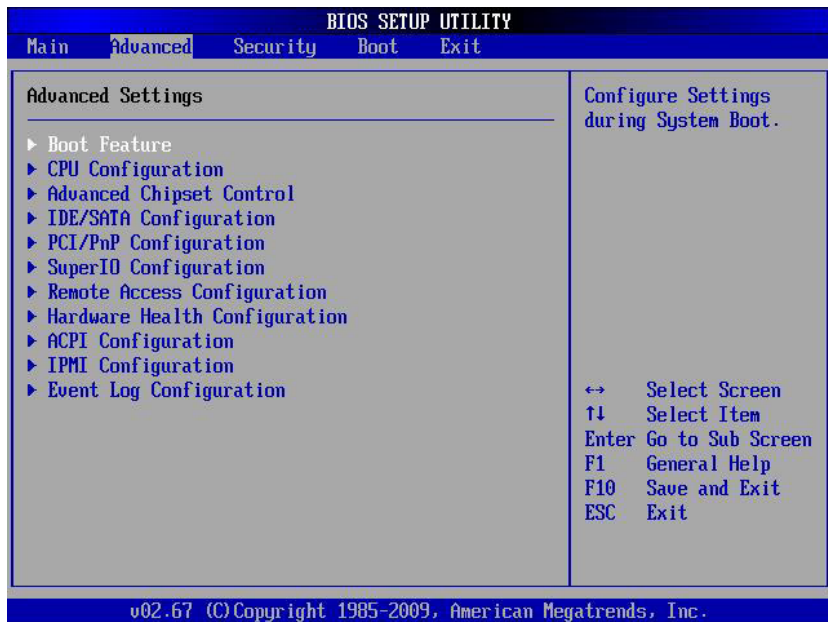 BIOS SETUP UTILITY
Main Advanced Security Boot Exit
Advanced Settings
Boot Feature
CPU Configuration
Advanced Chipset Control
IDE/SATA Configuration
PCI/PnP Configuration
SuperIO Configuration
Remote Access Configuration
Hardware Health Configuration
ACPI Configuration
IPMI Configuration
Event Log Configuration
Configure Settings
during System Boot.
↔ Select Screen
↑↓ Select Item
Enter Go to Sub Screen
F1 General Help
F10 Save and Exit
ESC Exit
v02.67 (C)Copyright 1985-2009, American Megatrends, Inc.